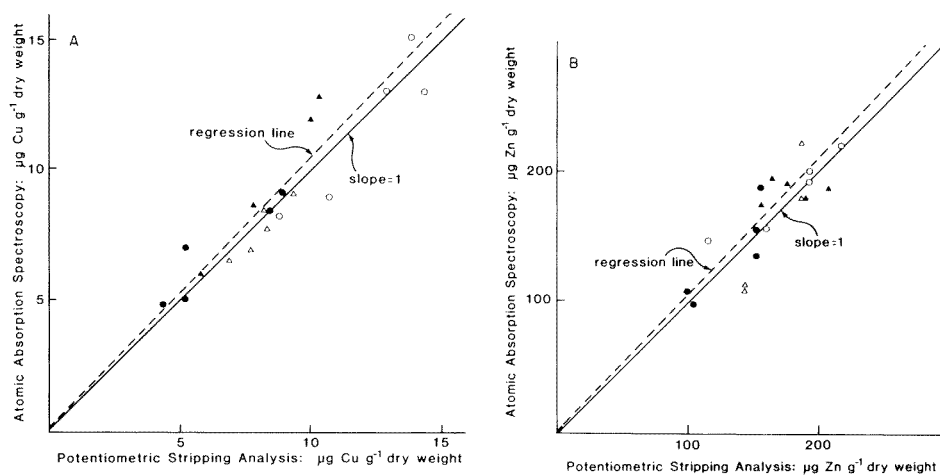 A
15
10
5
regression line
slope=1
5
10
15
Atomic Absorption Spectroscopy: µg Cu g⁻¹ dry weight
Potentiometric Stripping Analysis: µg Cu g⁻¹ dry weight
B
200
100
regression line
slope=1
100
200
Atomic Absorption Spectroscopy: µg Zn g⁻¹ dry weight
Potentiometric Stripping Analysis: µg Zn g⁻¹ dry weight